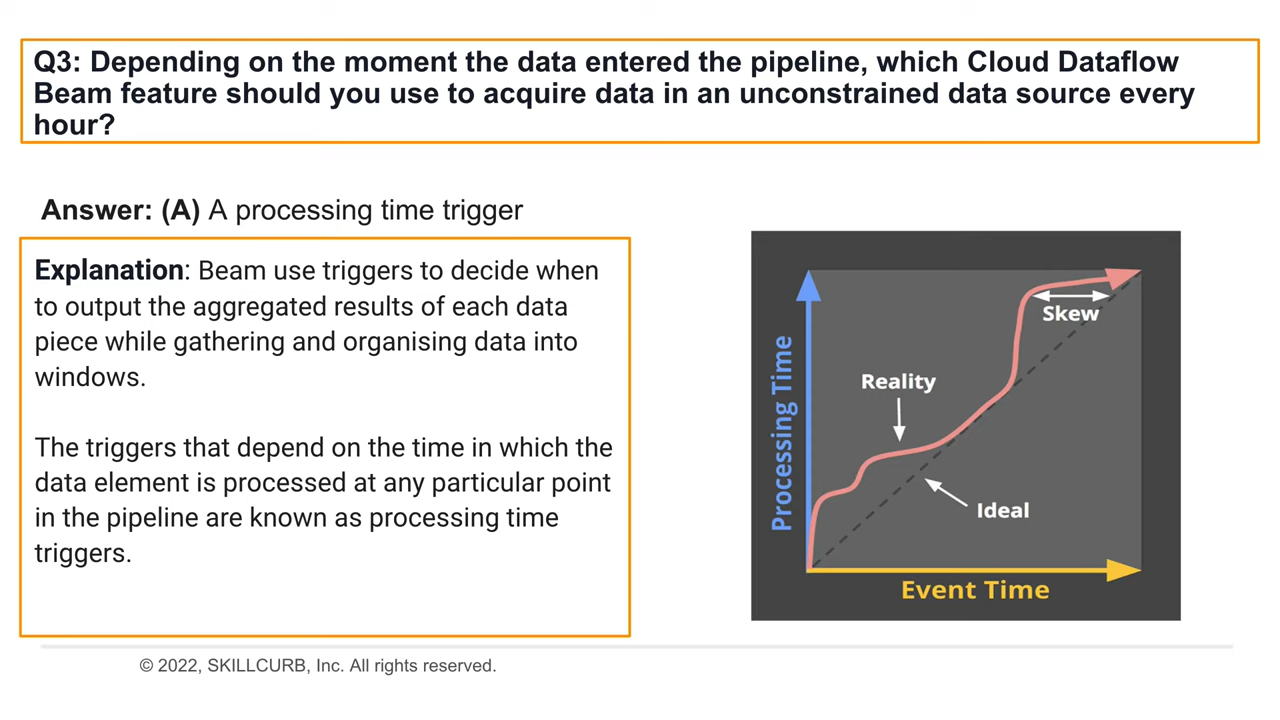 Q3: Depending on the moment the data entered the pipeline, which Cloud Dataflow
Beam feature should you use to acquire data in an unconstrained data source every
hour?
Answer: (A) A processing time trigger
Explanation: Beam use triggers to decide when
to output the aggregated results of each data
piece while gathering and organising data into
windows.
The triggers that depend on the time in which the
data element is processed at any particular point
in the pipeline are known as processing time
triggers.
Processing Time
Skew
Reality
Ideal
Event Time
© 2022, SKILLCURB, Inc. All rights reserved.